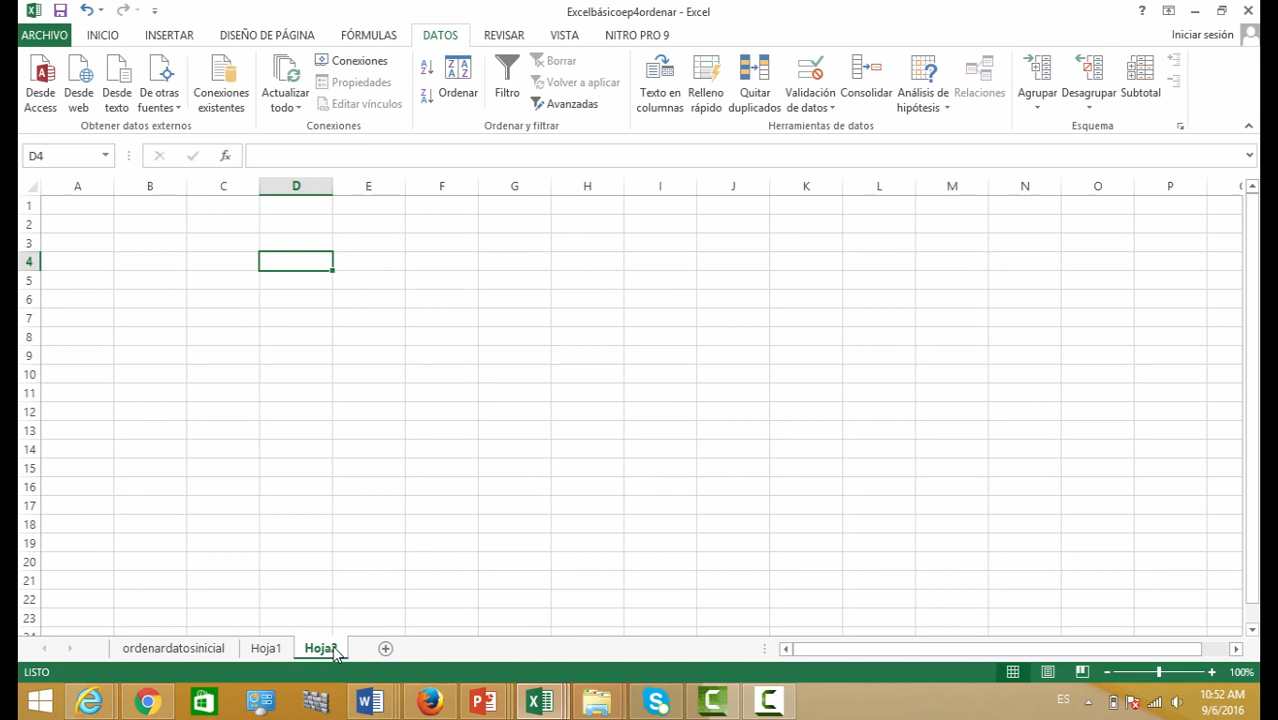 Excelbásicoep4ordenar - Excel
ARCHIVO INICIO INSERTAR DISEÑO DE PÁGINA FÓRMULAS DATOS REVISAR VISTA NITRO PRO 9 Iniciar sesión
Desde Access
Desde web
Desde texto
De otras fuentes
Conexiones existentes
Obtener datos externos
Actualizar todo
Conexiones
Propiedades
Editar vínculos
Conexiones
Ordenar
Filtro
Borrar
Volver a aplicar
Avanzadas
Ordenar y filtrar
Texto en columnas
Relleno rápido
Quitar duplicados
Validación de datos
Consolidar
Análisis de hipótesis
Relaciones
Herramientas de datos
Agrupar
Desagrupar
Subtotal
Esquema
D4
fx
A B C D E F G H I J K L M N O P
1
2
3
4
5
6
7
8
9
10
11
12
13
14
15
16
17
18
19
20
21
22
23
ordenardatosinicial Hoja1
LISTO 100%
ES 10:52 AM
9/6/2016